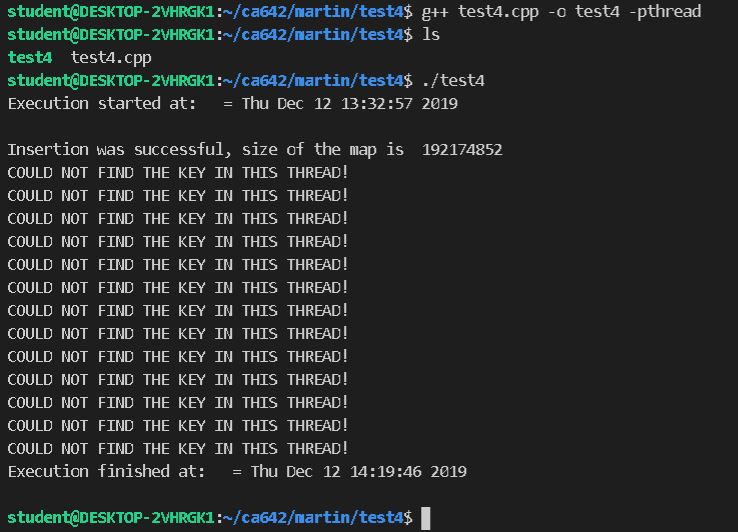 student@DESKTOP-2VHRGK1:~/ca642/martin/test4$ g++ test4.cpp -o test4 -pthread
student@DESKTOP-2VHRGK1:~/ca642/martin/test4$ ls
test4  test4.cpp
student@DESKTOP-2VHRGK1:~/ca642/martin/test4$ ./test4
Execution started at:   = Thu Dec 12 13:32:57 2019
Insertion was successful, size of the map is  192174852
COULD NOT FIND THE KEY IN THIS THREAD!
COULD NOT FIND THE KEY IN THIS THREAD!
COULD NOT FIND THE KEY IN THIS THREAD!
COULD NOT FIND THE KEY IN THIS THREAD!
COULD NOT FIND THE KEY IN THIS THREAD!
COULD NOT FIND THE KEY IN THIS THREAD!
COULD NOT FIND THE KEY IN THIS THREAD!
COULD NOT FIND THE KEY IN THIS THREAD!
COULD NOT FIND THE KEY IN THIS THREAD!
COULD NOT FIND THE KEY IN THIS THREAD!
COULD NOT FIND THE KEY IN THIS THREAD!
COULD NOT FIND THE KEY IN THIS THREAD!
COULD NOT FIND THE KEY IN THIS THREAD!
Execution finished at:   = Thu Dec 12 14:19:46 2019
student@DESKTOP-2VHRGK1:~/ca642/martin/test4$